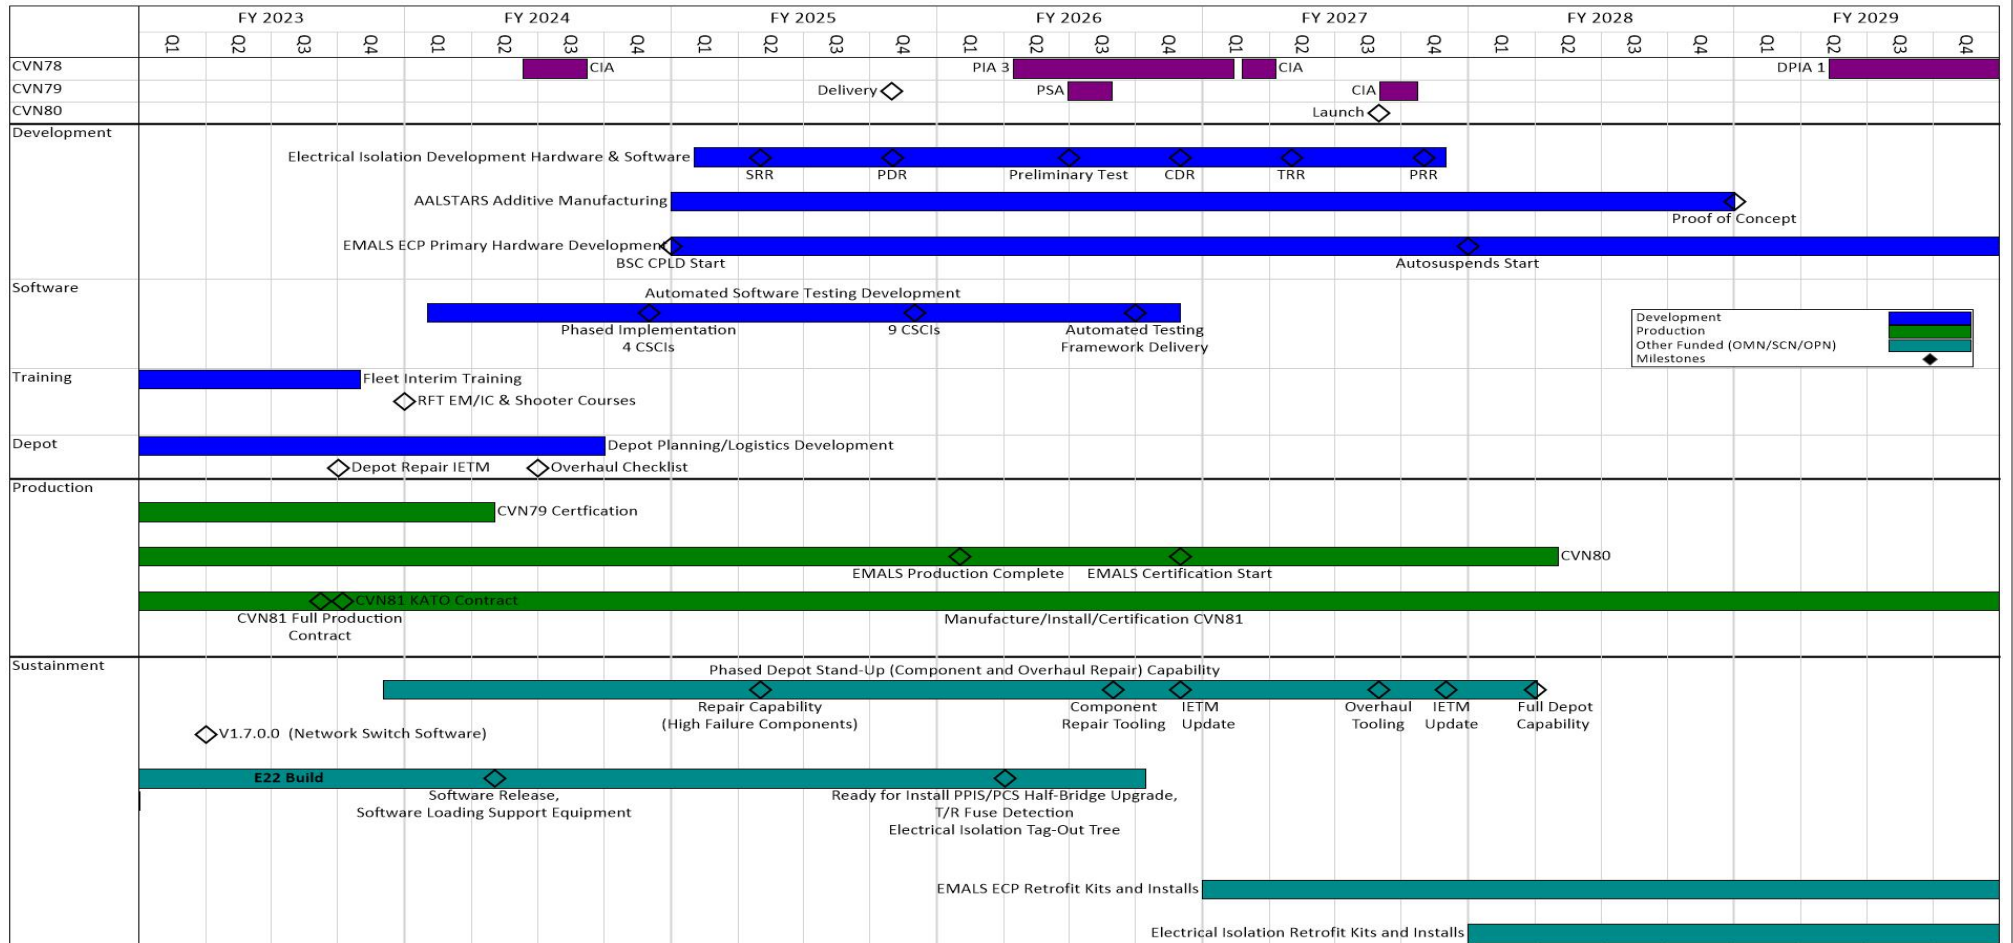 FY 2023 FY 2024 FY 2025 FY 2026 FY 2027 FY 2028 FY 2029
Q1 Q2 Q3 Q4 Q1 Q2 Q3 Q4 Q1 Q2 Q3 Q4 Q1 Q2 Q3 Q4 Q1 Q2 Q3 Q4 Q1 Q2 Q3 Q4 Q1 Q2 Q3 Q4
CVN78 CIA PIA 3 CIA DPIA 1
CVN79 Delivery PSA CIA
CVN80 Launch
Development
Electrical Isolation Development Hardware & Software
SRR PDR Preliminary Test CDR TRR PRR
AALSTARS Additive Manufacturing
Proof of Concept
EMALS ECP Primary Hardware Development
BSC CPLD Start Autosuspends Start
Software
Automated Software Testing Development
Phased Implementation 9 CSCIs Automated Testing
4 CSCIs Framework Delivery
Development
Production
Other Funded (OMN/SCN/OPN)
Milestones
Training Fleet Interim Training
RFT EM/IC & Shooter Courses
Depot Depot Planning/Logistics Development
Depot Repair IETM Overhaul Checklist
Production
CVN79 Certfication
CVN80
EMALS Production Complete EMALS Certification Start
CVN81 KATO Contract
CVN81 Full Production Manufacture/Install/Certification CVN81
Contract
Sustainment
Phased Depot Stand-Up (Component and Overhaul Repair) Capability
Repair Capability Component IETM Overhaul IETM Full Depot
(High Failure Components) Repair Tooling Update Tooling Update Capability
V1.7.0.0 (Network Switch Software)
E22 Build
Software Release, Ready for Install PPIS/PCS Half-Bridge Upgrade,
Software Loading Support Equipment T/R Fuse Detection
Electrical Isolation Tag-Out Tree
EMALS ECP Retrofit Kits and Installs
Electrical Isolation Retrofit Kits and Installs